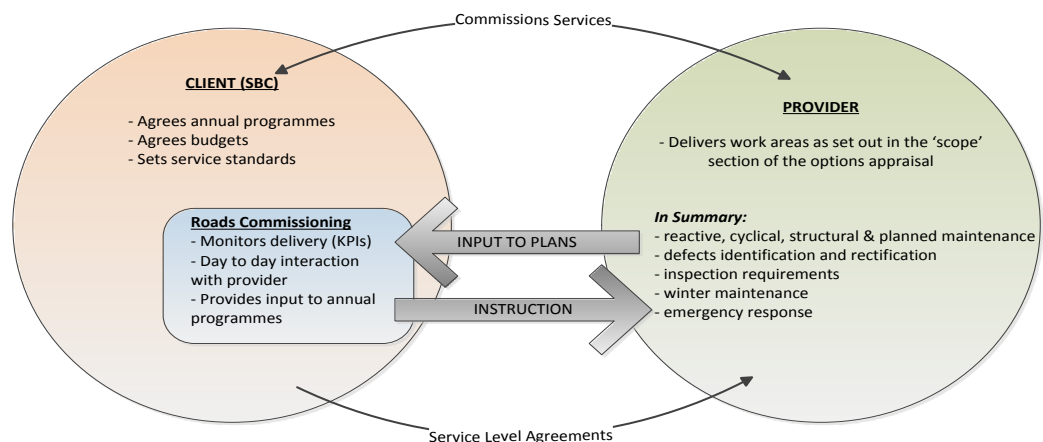 Commissions Services
CLIENT (SBC)
- Agrees annual programmes
- Agrees budgets
- Sets service standards
Roads Commissioning
- Monitors delivery (KPIs)
- Day to day interaction
with provider
- Provides input to annual
programmes
INPUT TO PLANS
INSTRUCTION
PROVIDER
- Delivers work areas as set out in the ‘scope’
section of the options appraisal
In Summary:
- reactive, cyclical, structural & planned maintenance
- defects identification and rectification
- inspection requirements
- winter maintenance
- emergency response
Service Level Agreements